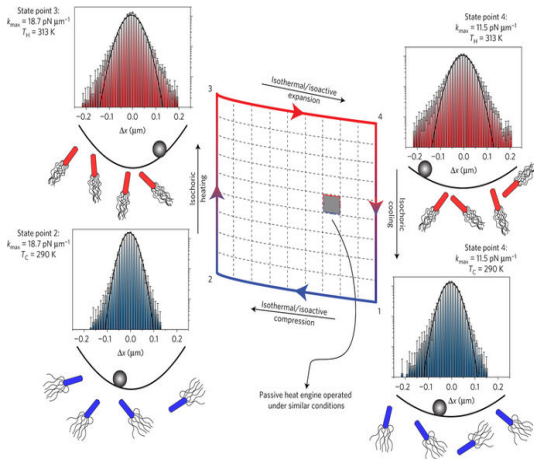 State point 3:
kmax = 18.7 pN μm⁻¹
TH = 313 K
−0.2 −0.1 0.0 0.1 0.2
Δx (μm)
State point 4:
kmax = 11.5 pN μm⁻¹
TH = 313 K
−0.2 −0.1 0.0 0.1 0.2
Δx (μm)
3
Isothermal/isoactive
expansion
4
Isochoric
heating
Isochoric
cooling
2
1
Isothermal/isoactive
compression
Passive heat engine operated
under similar conditions
State point 2:
kmax = 18.7 pN μm⁻¹
TC = 290 K
−0.2 −0.1 0.0 0.1 0.2
Δx (μm)
State point 4:
kmax = 11.5 pN μm⁻¹
TC = 290 K
−0.2 −0.1 0.0 0.1 0.2
Δx (μm)